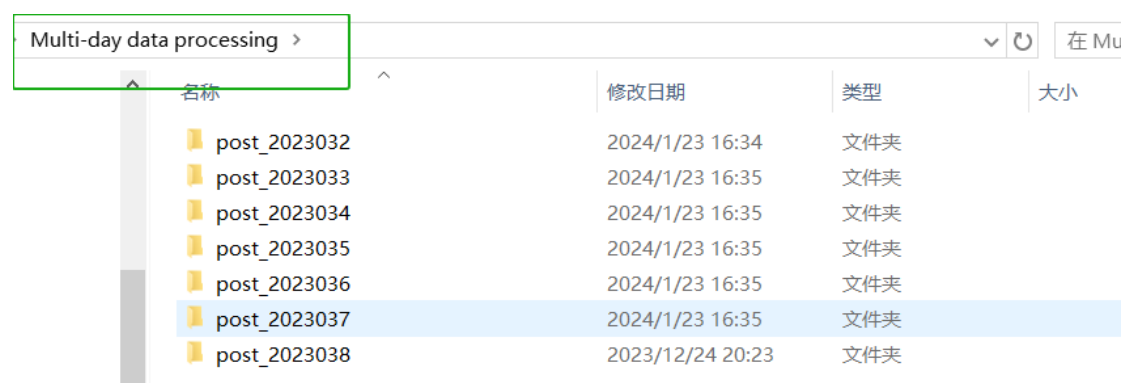 Multi-day data processing > 在 Mu
名称 修改日期 类型 大小
post_2023032 2024/1/23 16:34 文件夹
post_2023033 2024/1/23 16:35 文件夹
post_2023034 2024/1/23 16:35 文件夹
post_2023035 2024/1/23 16:35 文件夹
post_2023036 2024/1/23 16:35 文件夹
post_2023037 2024/1/23 16:35 文件夹
post_2023038 2023/12/24 20:23 文件夹